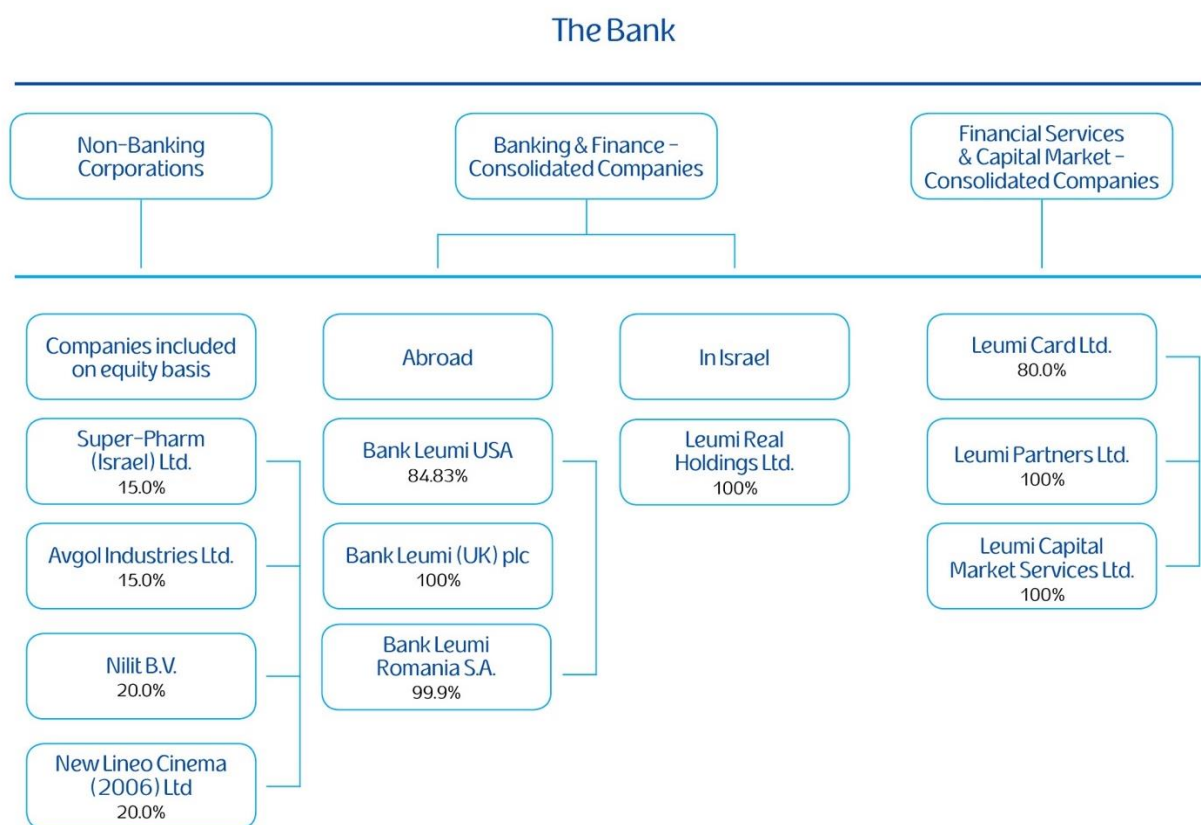 The Bank
Non-Banking
Corporations
Banking & Finance -
Consolidated Companies
Financial Services
& Capital Market -
Consolidated Companies
Companies included
on equity basis
Super-Pharm
(Israel) Ltd.
15.0%
Avgol Industries Ltd.
15.0%
Nilit B.V.
20.0%
New Lineo Cinema
(2006) Ltd
20.0%
Abroad
Bank Leumi USA
84.83%
Bank Leumi (UK) plc
100%
Bank Leumi
Romania S.A.
99.9%
In Israel
Leumi Real
Holdings Ltd.
100%
Leumi Card Ltd.
80.0%
Leumi Partners Ltd.
100%
Leumi Capital
Market Services Ltd.
100%